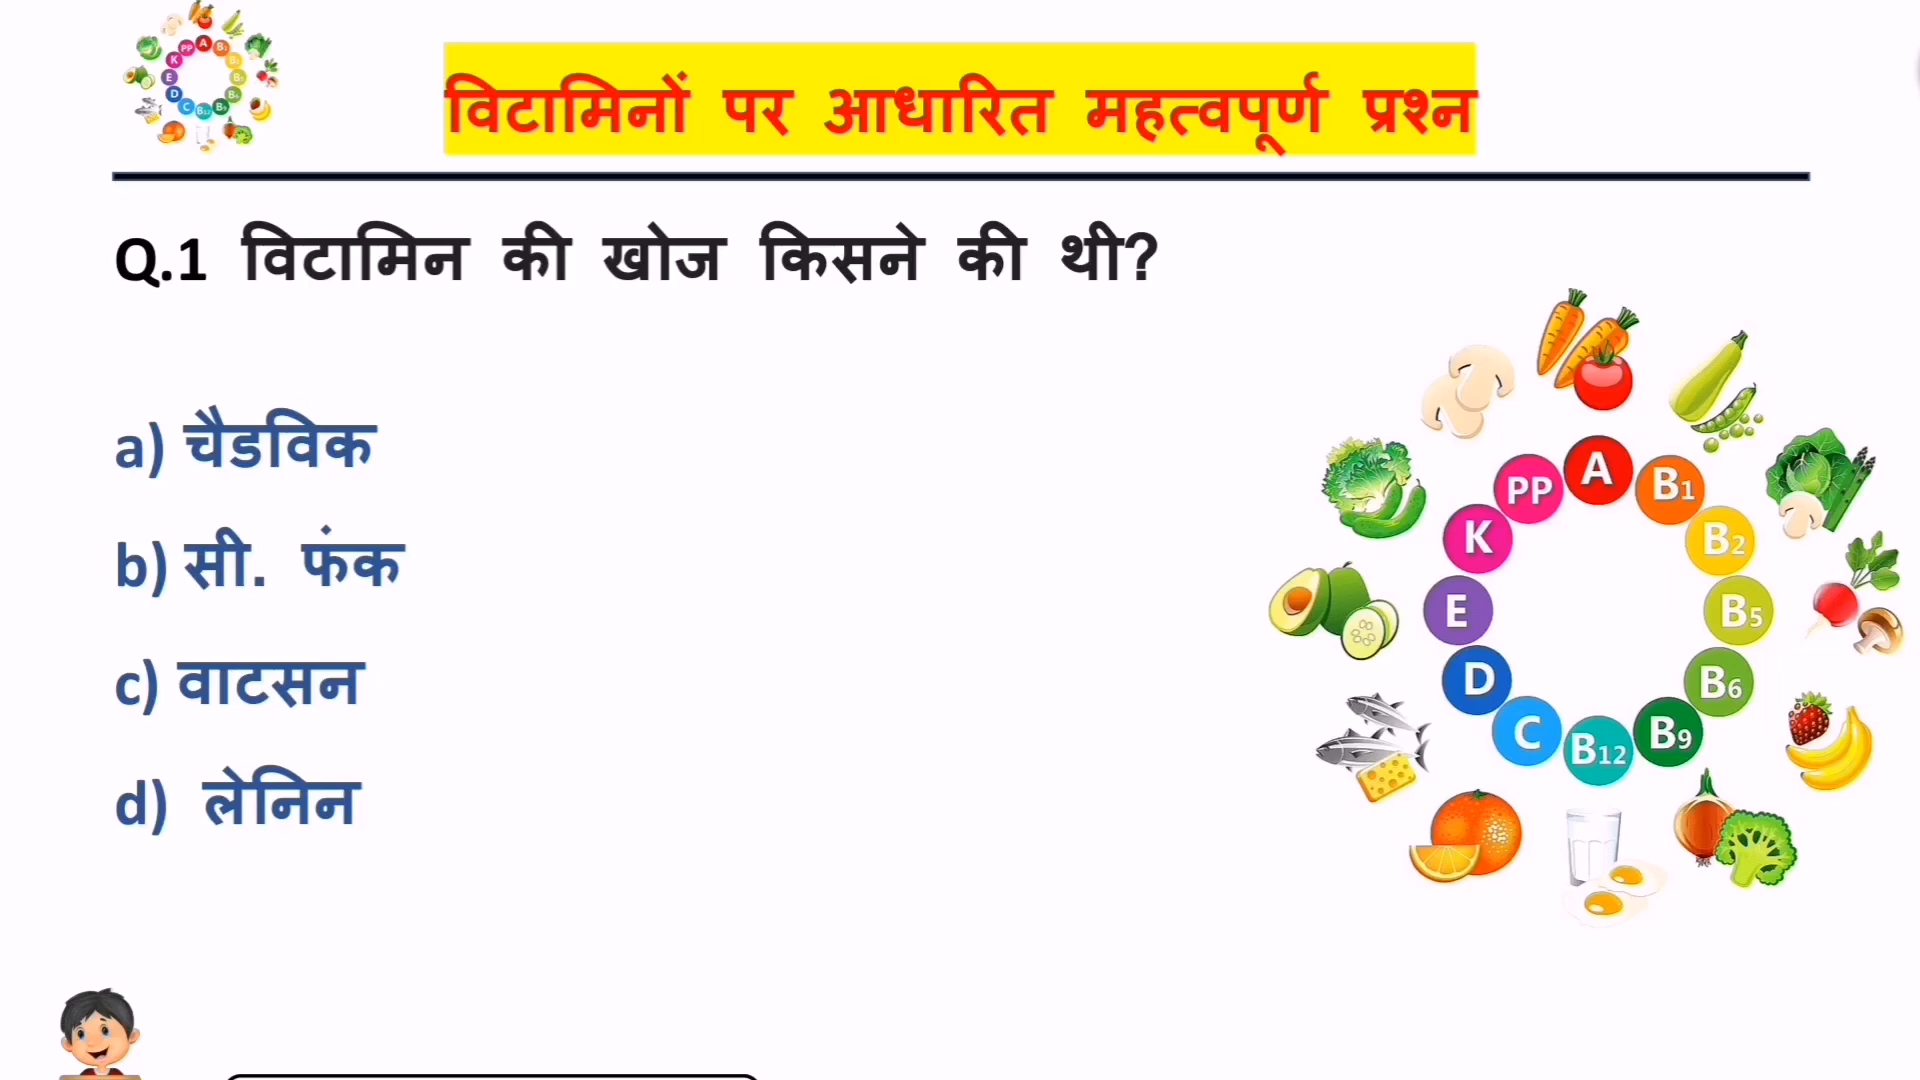 विटामिनों पर आधारित महत्वपूर्ण प्रश्न
Q.1 विटामिन की खोज किसने की थी?
a) चैडविक
b) सी. फंक
c) वाटसन
d) लेनिन
A
B1
B2
B5
B6
B9
B12
C
D
E
K
PP